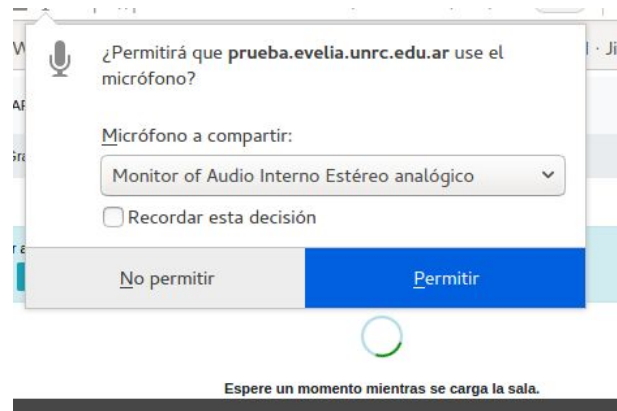 ¿Permitirá que prueba.evelia.unrc.edu.ar use el
micrófono?
Micrófono a compartir:
Monitor of Audio Interno Estéreo analógico
Recordar esta decisión
No permitir
Permitir
Espere un momento mientras se carga la sala.